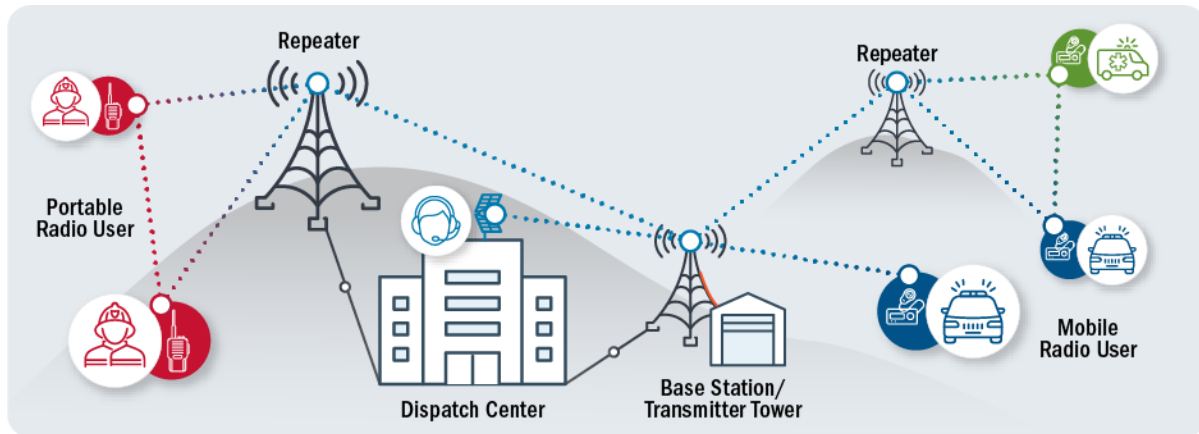 Repeater
Repeater
Portable
Radio User
Mobile
Radio User
Dispatch Center
Base Station/
Transmitter Tower